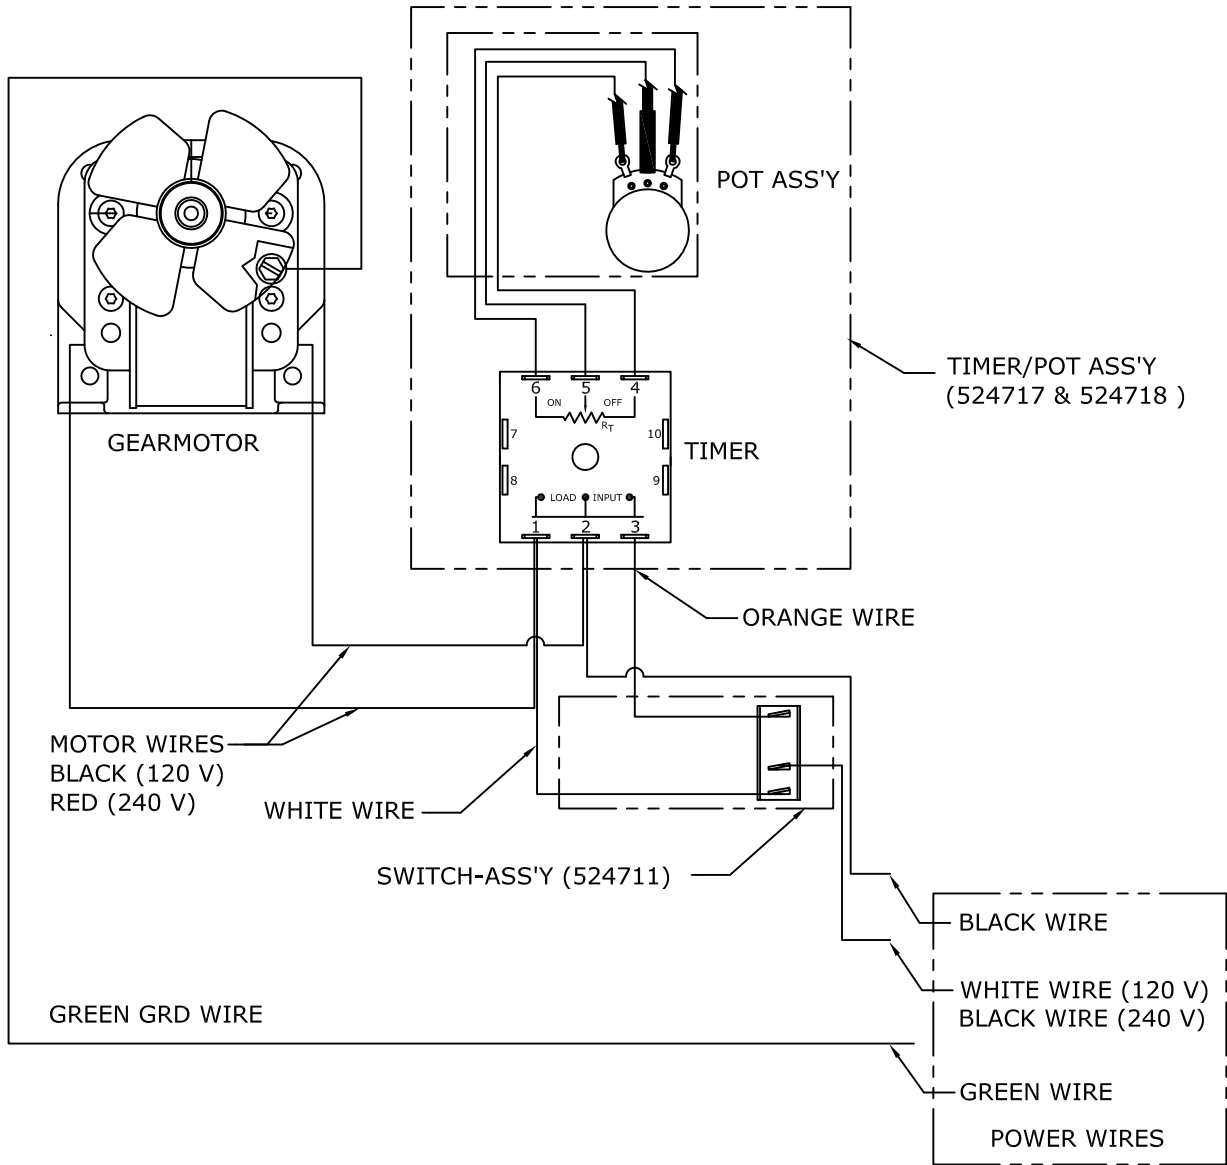 POT ASS'Y
TIMER/POT ASS'Y
(524717 & 524718 )
6 5 4
ON OFF
RT
7 10
TIMER
8 9
LOAD INPUT
1 2 3
GEARMOTOR
ORANGE WIRE
MOTOR WIRES
BLACK (120 V)
RED (240 V)
WHITE WIRE
SWITCH-ASS'Y (524711)
BLACK WIRE
WHITE WIRE (120 V)
BLACK WIRE (240 V)
GREEN GRD WIRE
GREEN WIRE
POWER WIRES